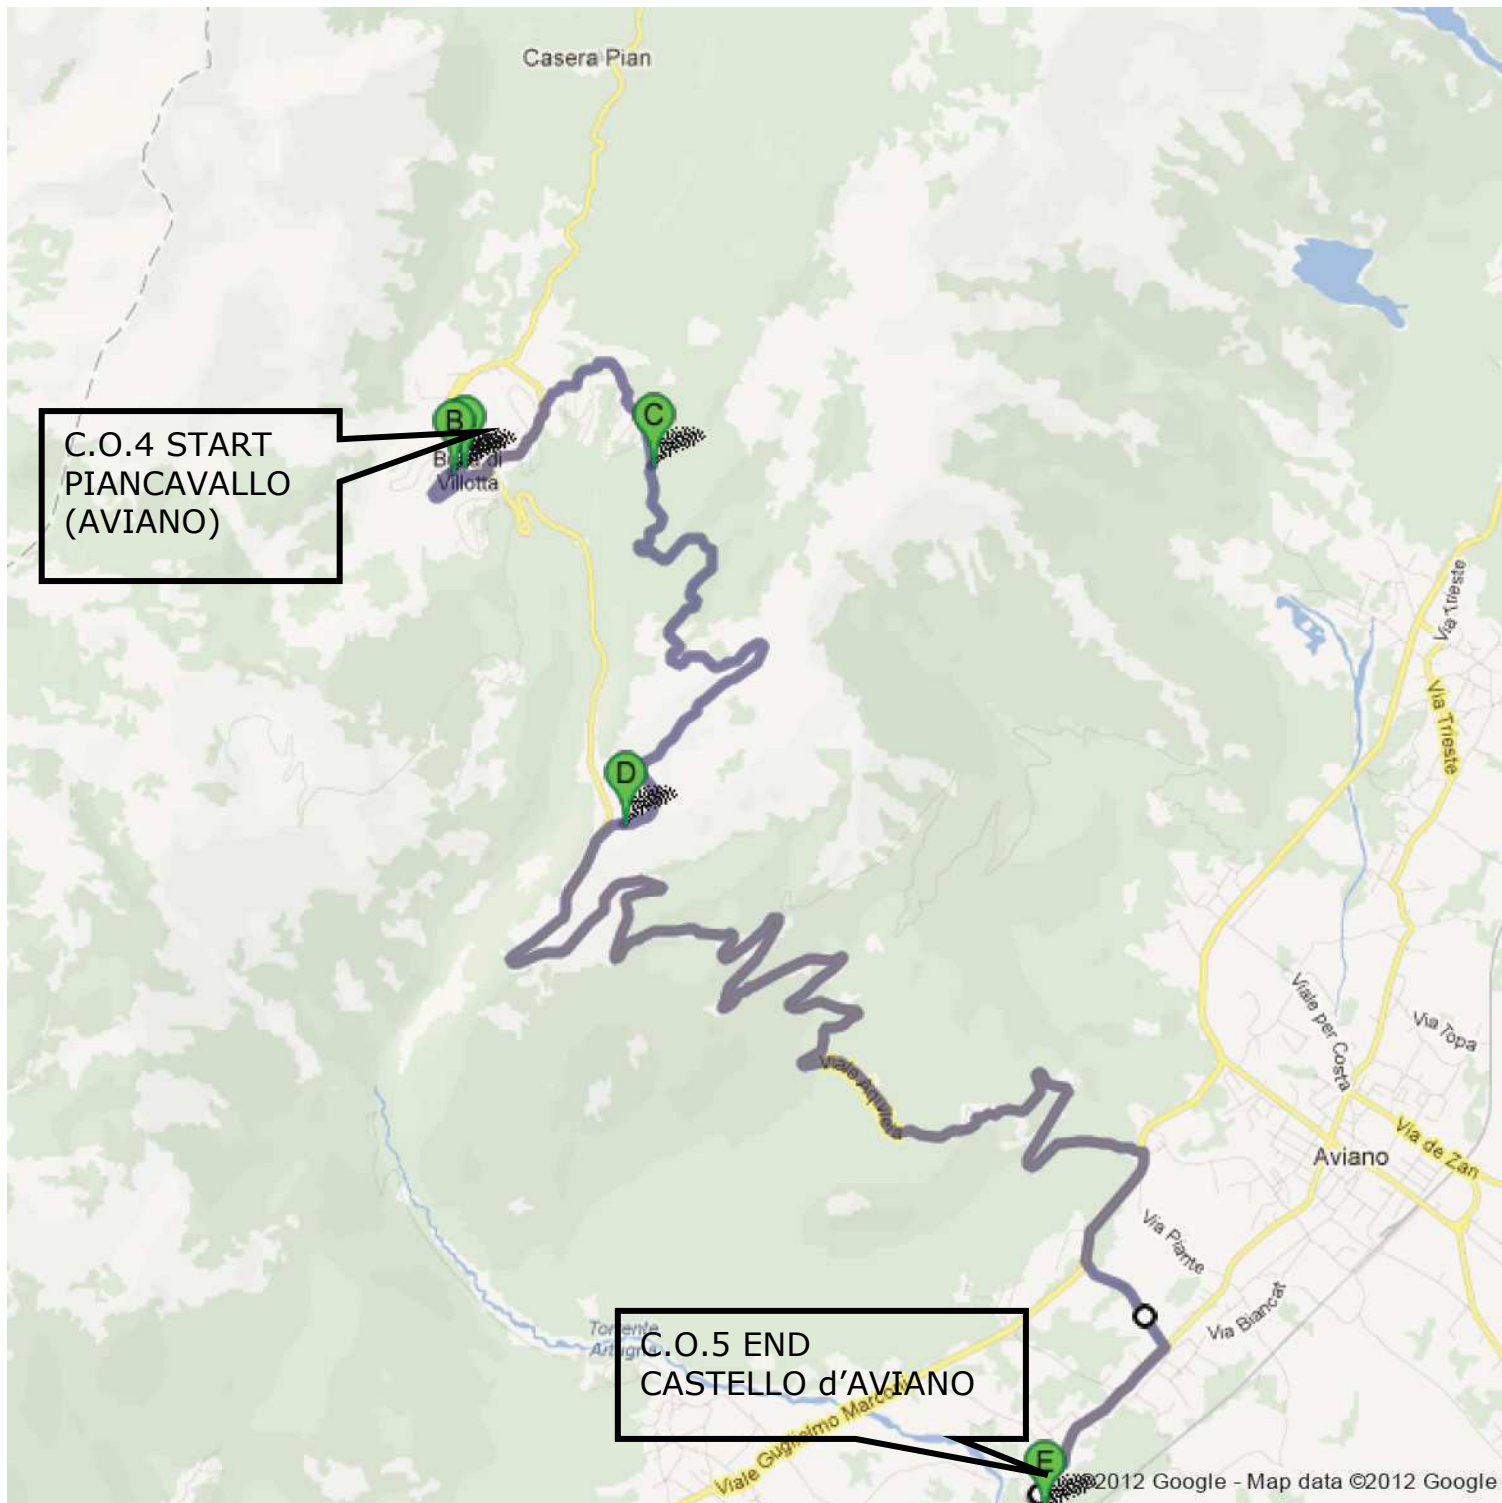 Casera Pian
B
C
C.O.4 START
PIANCAVALLO
(AVIANO)
di
Villotta
Via Trieste
Via Trieste
D
Viale per Costa
Via Topa
Viale Aquileia
Via de Zan
Aviano
Via Piante
Via Biancat
Torrente
C.O.5 END
CASTELLO d'AVIANO
Viale Guglielmo Marconi
E
©2012 Google - Map data ©2012 Google